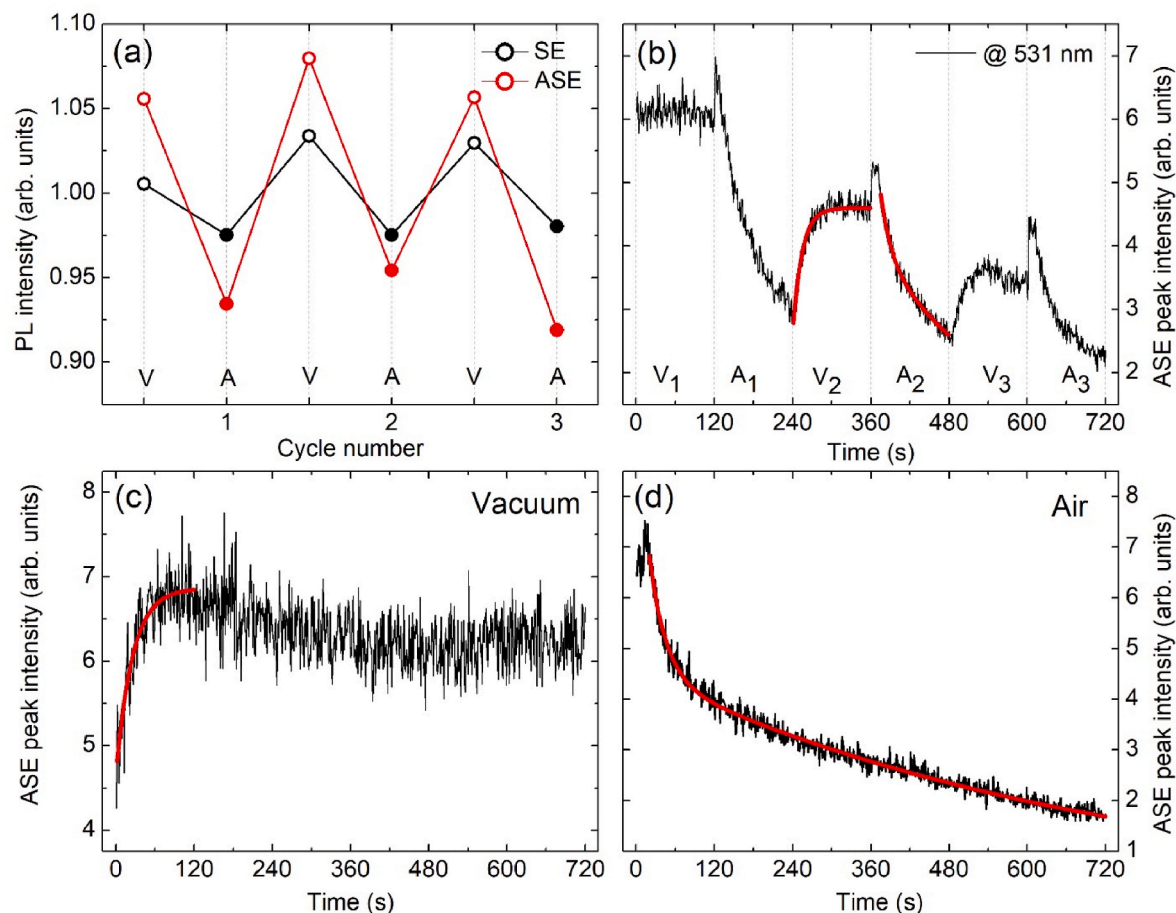 (a)
SE
ASE
PL intensity (arb. units)
1.10
1.05
1.00
0.95
0.90
V A V A V A
1 2 3
Cycle number
(b)
@ 531 nm
ASE peak intensity (arb. units)
7
6
5
4
3
2
V1 A1 V2 A2 V3 A3
0 120 240 360 480 600 720
Time (s)
(c)
Vacuum
ASE peak intensity (arb. units)
8
7
6
5
4
0 120 240 360 480 600 720
Time (s)
(d)
Air
ASE peak intensity (arb. units)
8
7
6
5
4
3
2
1
0 120 240 360 480 600 720
Time (s)